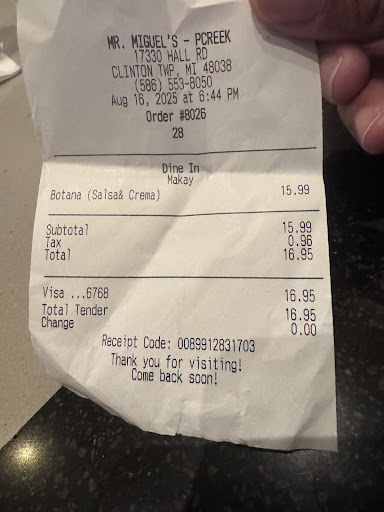 MR. MIGUEL'S - PCREEK
17330 HALL RD
CLINTON TWP, MI 48038
(586) 553-8050
Aug 16, 2025 at 6:44 PM
Order #8026
28
Dine In
Makay
Botana (Salsa& Crema) 15.99
Subtotal 15.99
Tax 0.96
Total 16.95
Visa ...6768 16.95
Total Tender 16.95
Change 0.00
Receipt Code: 0089912831703
Thank you for visiting!
Come back soon!